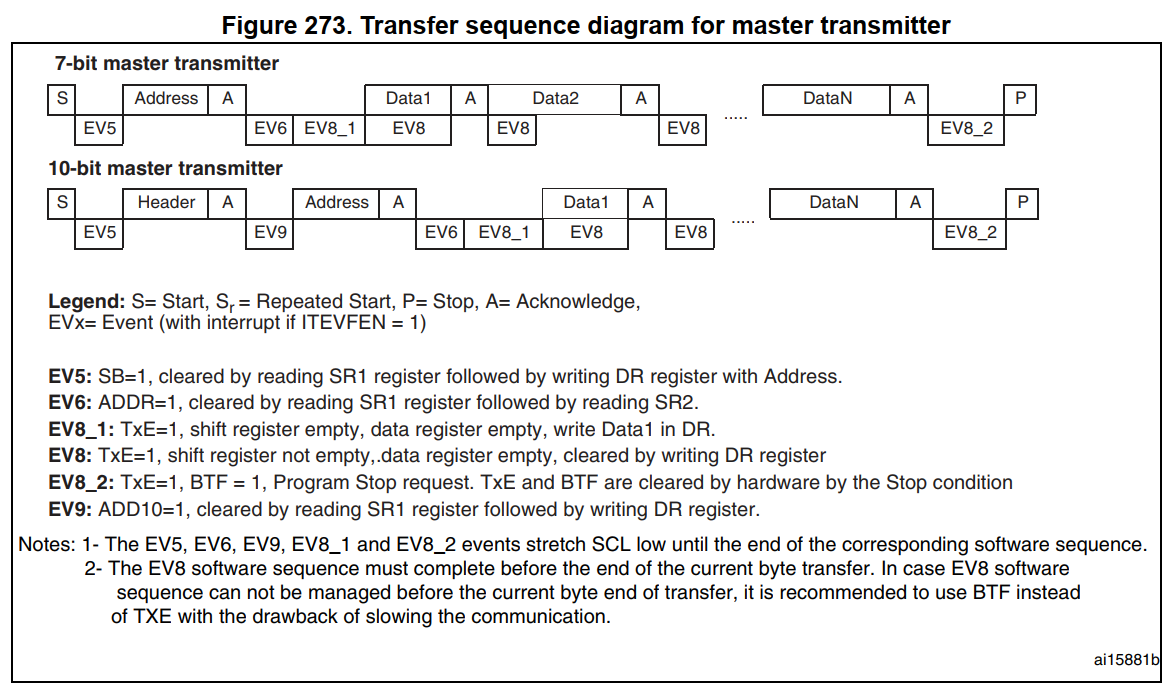 Figure 273. Transfer sequence diagram for master transmitter
7-bit master transmitter
S Address A Data1 A Data2 A ..... DataN A P
EV5 EV6 EV8_1 EV8 EV8 EV8 EV8_2
10-bit master transmitter
S Header A Address A Data1 A ..... DataN A P
EV5 EV9 EV6 EV8_1 EV8 EV8 EV8_2
Legend: S= Start, Sr = Repeated Start, P= Stop, A= Acknowledge,
EVx= Event (with interrupt if ITEVFEN = 1)
EV5: SB=1, cleared by reading SR1 register followed by writing DR register with Address.
EV6: ADDR=1, cleared by reading SR1 register followed by reading SR2.
EV8_1: TxE=1, shift register empty, data register empty, write Data1 in DR.
EV8: TxE=1, shift register not empty,.data register empty, cleared by writing DR register
EV8_2: TxE=1, BTF = 1, Program Stop request. TxE and BTF are cleared by hardware by the Stop condition
EV9: ADD10=1, cleared by reading SR1 register followed by writing DR register.
Notes: 1- The EV5, EV6, EV9, EV8_1 and EV8_2 events stretch SCL low until the end of the corresponding software sequence.
2- The EV8 software sequence must complete before the end of the current byte transfer. In case EV8 software
sequence can not be managed before the current byte end of transfer, it is recommended to use BTF instead
of TXE with the drawback of slowing the communication.
ai15881b